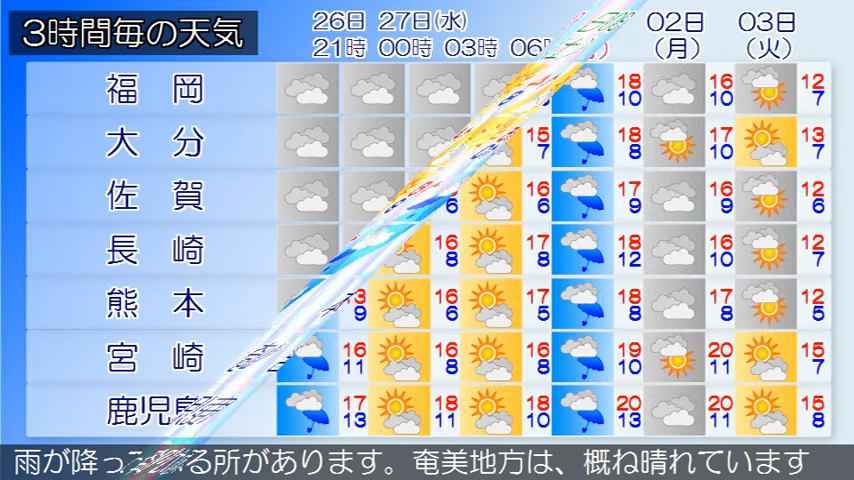 3時間毎の天気
26日 27日(水) 02日 03日
21時 00時 03時 06 (月) (火)
福岡 18 10 16 10 12 7
大分 15 7 18 8 17 10 13 7
佐賀 6 16 6 17 9 16 9 12 6
長崎 16 8 17 8 18 12 16 10 12 7
熊本 9 16 6 17 5 18 8 17 8 12 5
宮崎 16 11 16 8 16 8 19 10 20 11 15 7
鹿児島 17 13 18 11 18 10 20 13 20 11 15 8
雨が降っ る所があります。奄美地方は、概ね晴れています